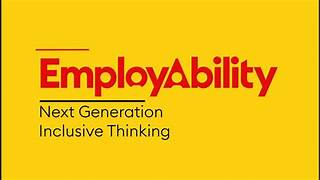 EmployAbility
Next Generation
Inclusive Thinking